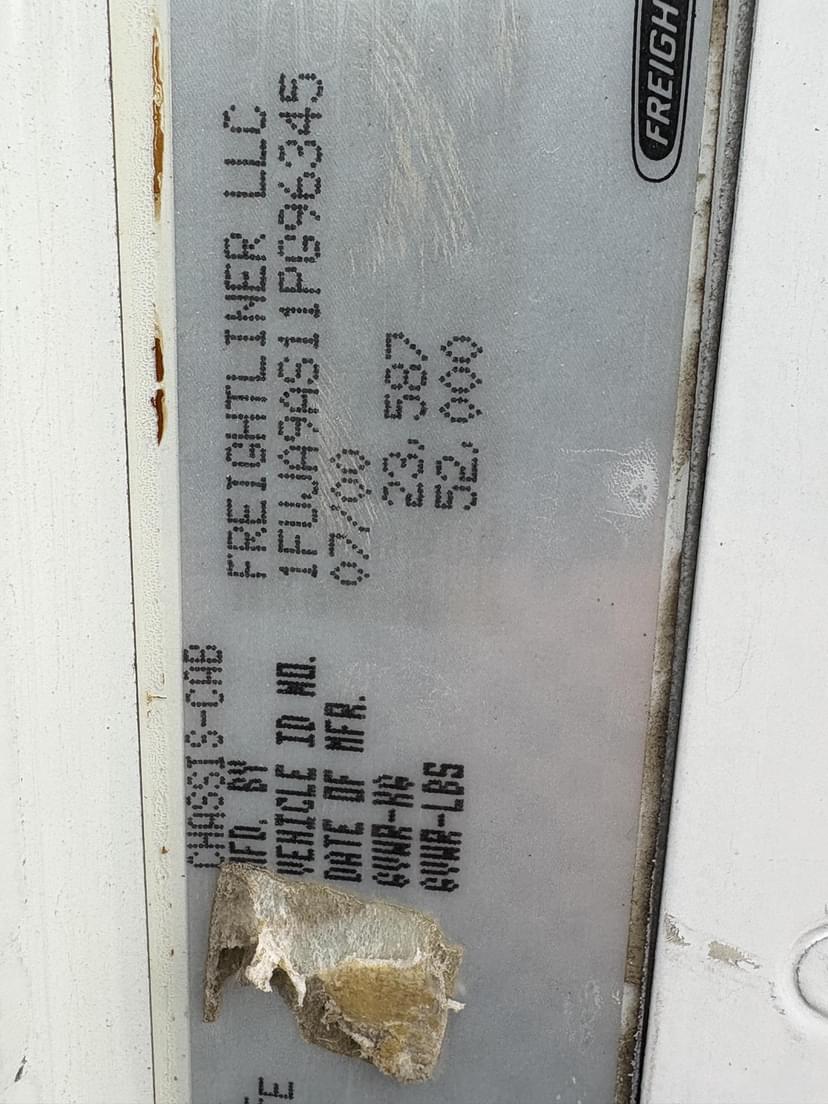 CHASSIS-CAB
MFD. BY FREIGHTLINER LLC
VEHICLE ID NO. 1FUJA9AS11PG96345
DATE OF MFR. 07/00
GVWR-KG 23,587
GVWR-LBS 52,000
FREIGH